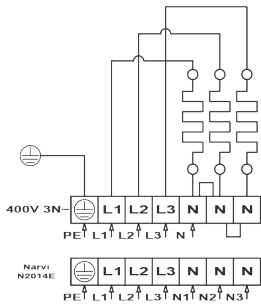 400V 3N~ L1 L2 L3 N N N
PE L1 L2 L3 N
Narvi
N2014E
L1 L2 L3 N N N
PE L1 L2 L3 N1 N2 N3